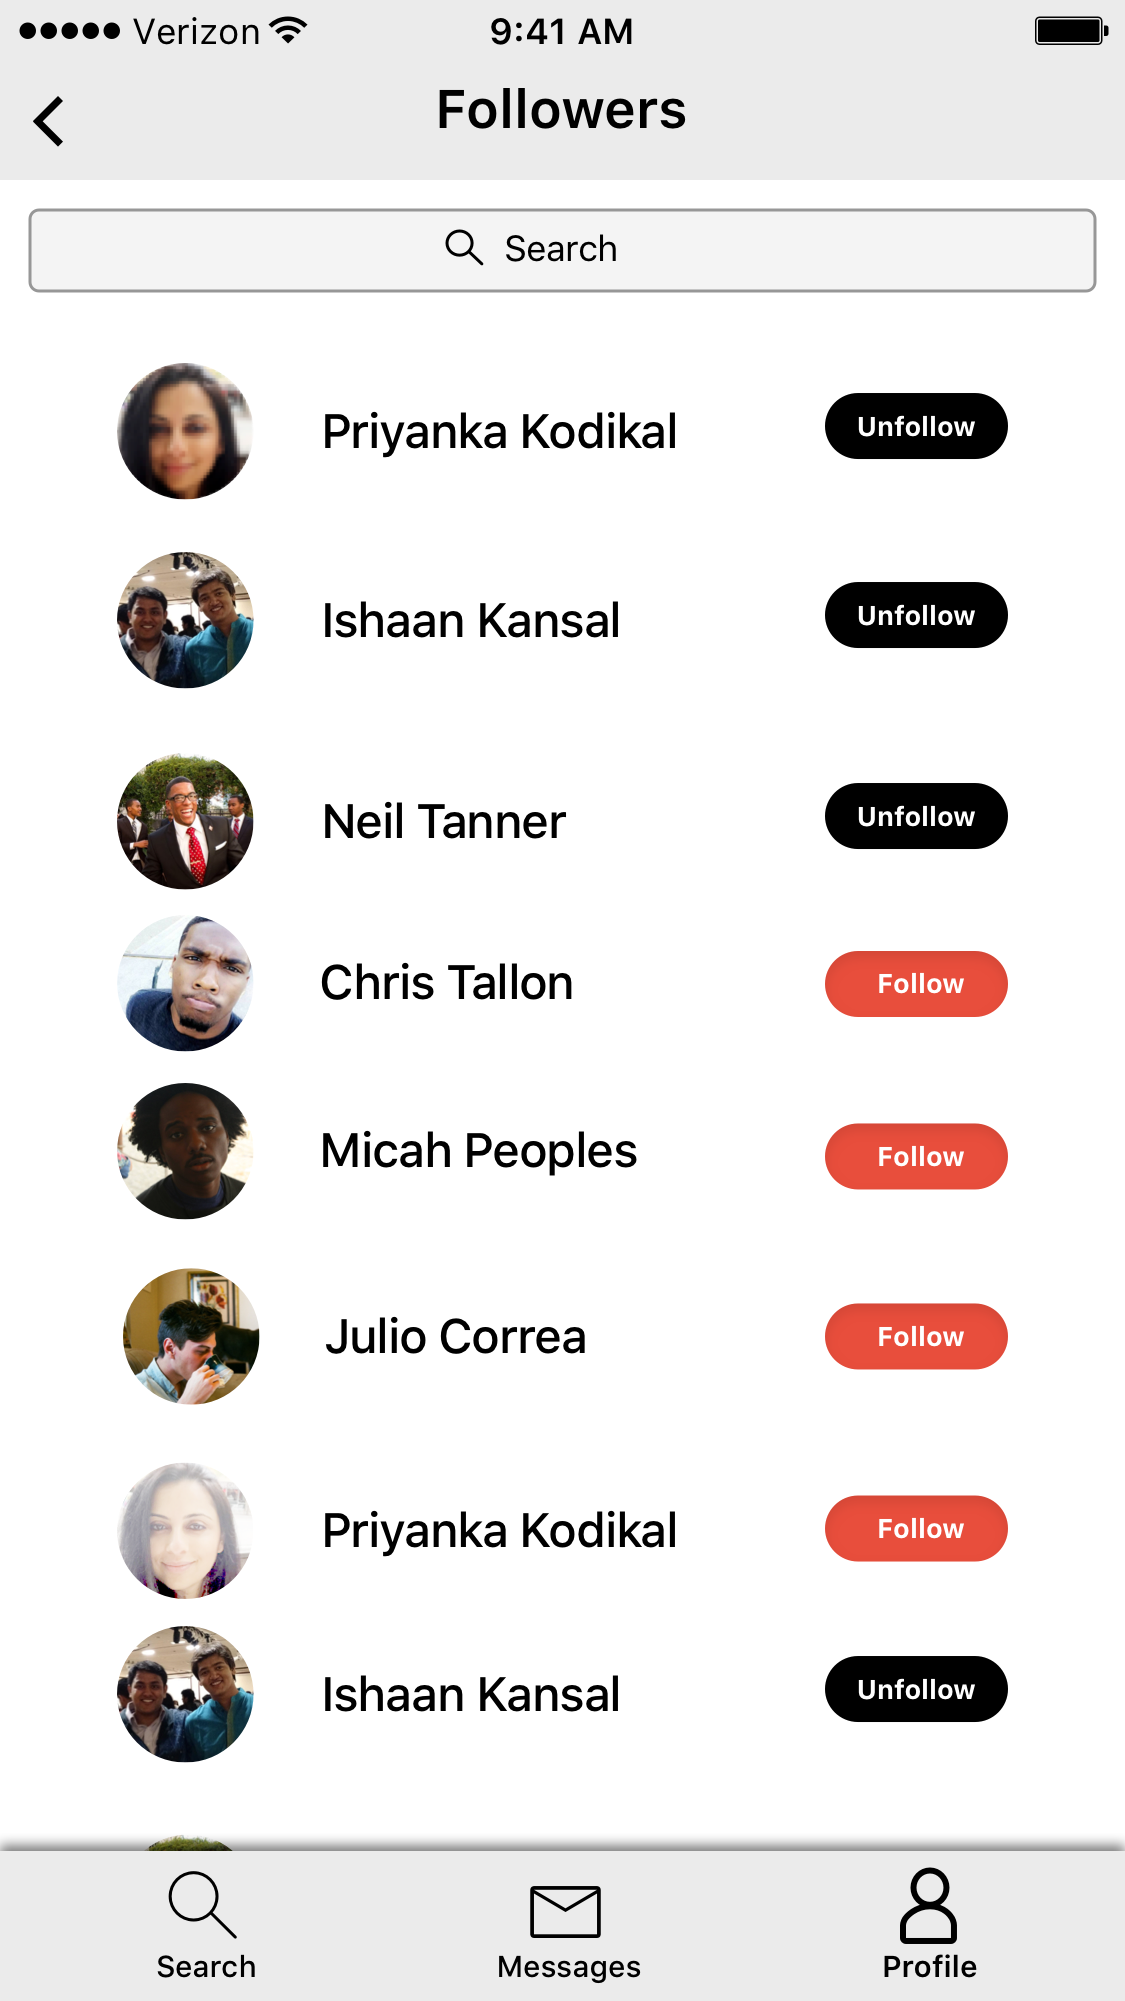 Verizon 9:41 AM
Followers
Search
Priyanka Kodikal Unfollow
Ishaan Kansal Unfollow
Neil Tanner Unfollow
Chris Tallon Follow
Micah Peoples Follow
Julio Correa Follow
Priyanka Kodikal Follow
Ishaan Kansal Unfollow
Search Messages Profile